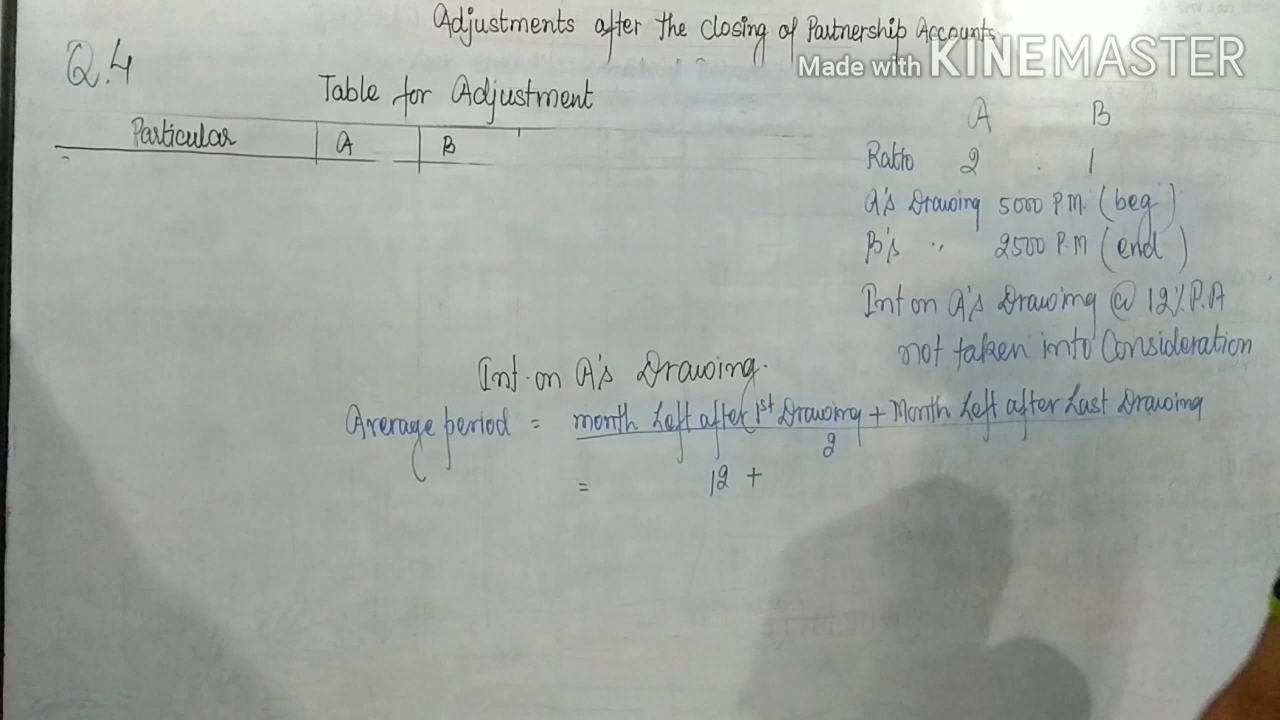 Adjustments after the Closing of Partnership Accounts
Made with KINEMASTER
Q.4
Table for Adjustment
Particular A B
A B
Ratio 2 : 1
A's Drawing 5000 P.M. (beg)
B's " 2500 P.M (end)
Int on A's Drawing @ 12% P.A
not taken into Consideration
Int. on A's Drawing.
Average period = month Left after 1st Drawing + Month Left after Last Drawing
2
= 12 +